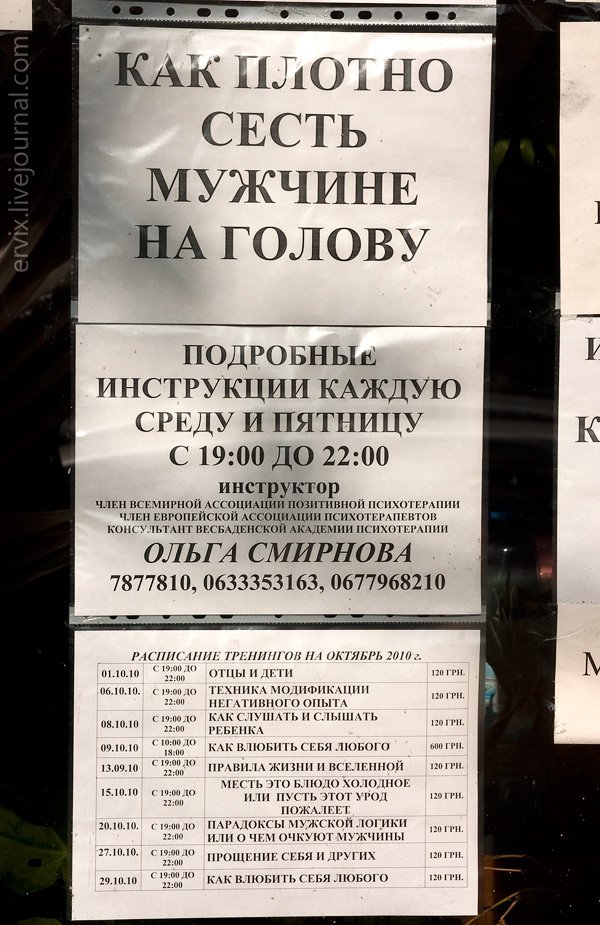 ervix.livejournal.com
КАК ПЛОТНО
СЕСТЬ
МУЖЧИНЕ
НА ГОЛОВУ
ПОДРОБНЫЕ
ИНСТРУКЦИИ КАЖДУЮ
СРЕДУ И ПЯТНИЦУ
С 19:00 ДО 22:00
инструктор
ЧЛЕН ВСЕМИРНОЙ АССОЦИАЦИИ ПОЗИТИВНОЙ ПСИХОТЕРАПИИ
ЧЛЕН ЕВРОПЕЙСКОЙ АССОЦИАЦИИ ПСИХОТЕРАПЕВТОВ
КОНСУЛЬТАНТ ВЕСБАДЕНСКОЙ АКАДЕМИИ ПСИХОТЕРАПИИ
ОЛЬГА СМИРНОВА
7877810, 0633353163, 0677968210
РАСПИСАНИЕ ТРЕНИНГОВ НА ОКТЯБРЬ 2010 г.
01.10.10 С 19:00 ДО 22:00 ОТЦЫ И ДЕТИ 120 ГРН.
06.10.10. С 19:00 ДО 22:00 ТЕХНИКА МОДИФИКАЦИИ
НЕГАТИВНОГО ОПЫТА 120 ГРН.
08.10.10 С 19:00 ДО 22:00 КАК СЛУШАТЬ И СЛЫШАТЬ
РЕБЕНКА 120 ГРН.
09.10.10 С 10:00 ДО 18:00 КАК ВЛЮБИТЬ СЕБЯ ЛЮБОГО 600 ГРН.
13.09.10 С 19:00 ДО 22:00 ПРАВИЛА ЖИЗНИ И ВСЕЛЕННОЙ 120 ГРН.
15.10.10 С 19:00 ДО 22:00 МЕСТЬ ЭТО БЛЮДО ХОЛОДНОЕ
ИЛИ ПУСТЬ ЭТОТ УРОД
ПОЖАЛЕЕТ 120 ГРН.
20.10.10. С 19:00 ДО 22:00 ПАРАДОКСЫ МУЖСКОЙ ЛОГИКИ
ИЛИ О ЧЕМ ОЧКУЮТ МУЖЧИНЫ 120 ГРН.
27.10.10. С 19:00 ДО 22:00 ПРОЩЕНИЕ СЕБЯ И ДРУГИХ 120 ГРН.
29.10.10 С 19:00 ДО 22:00 КАК ВЛЮБИТЬ СЕБЯ ЛЮБОГО 120 ГРН.